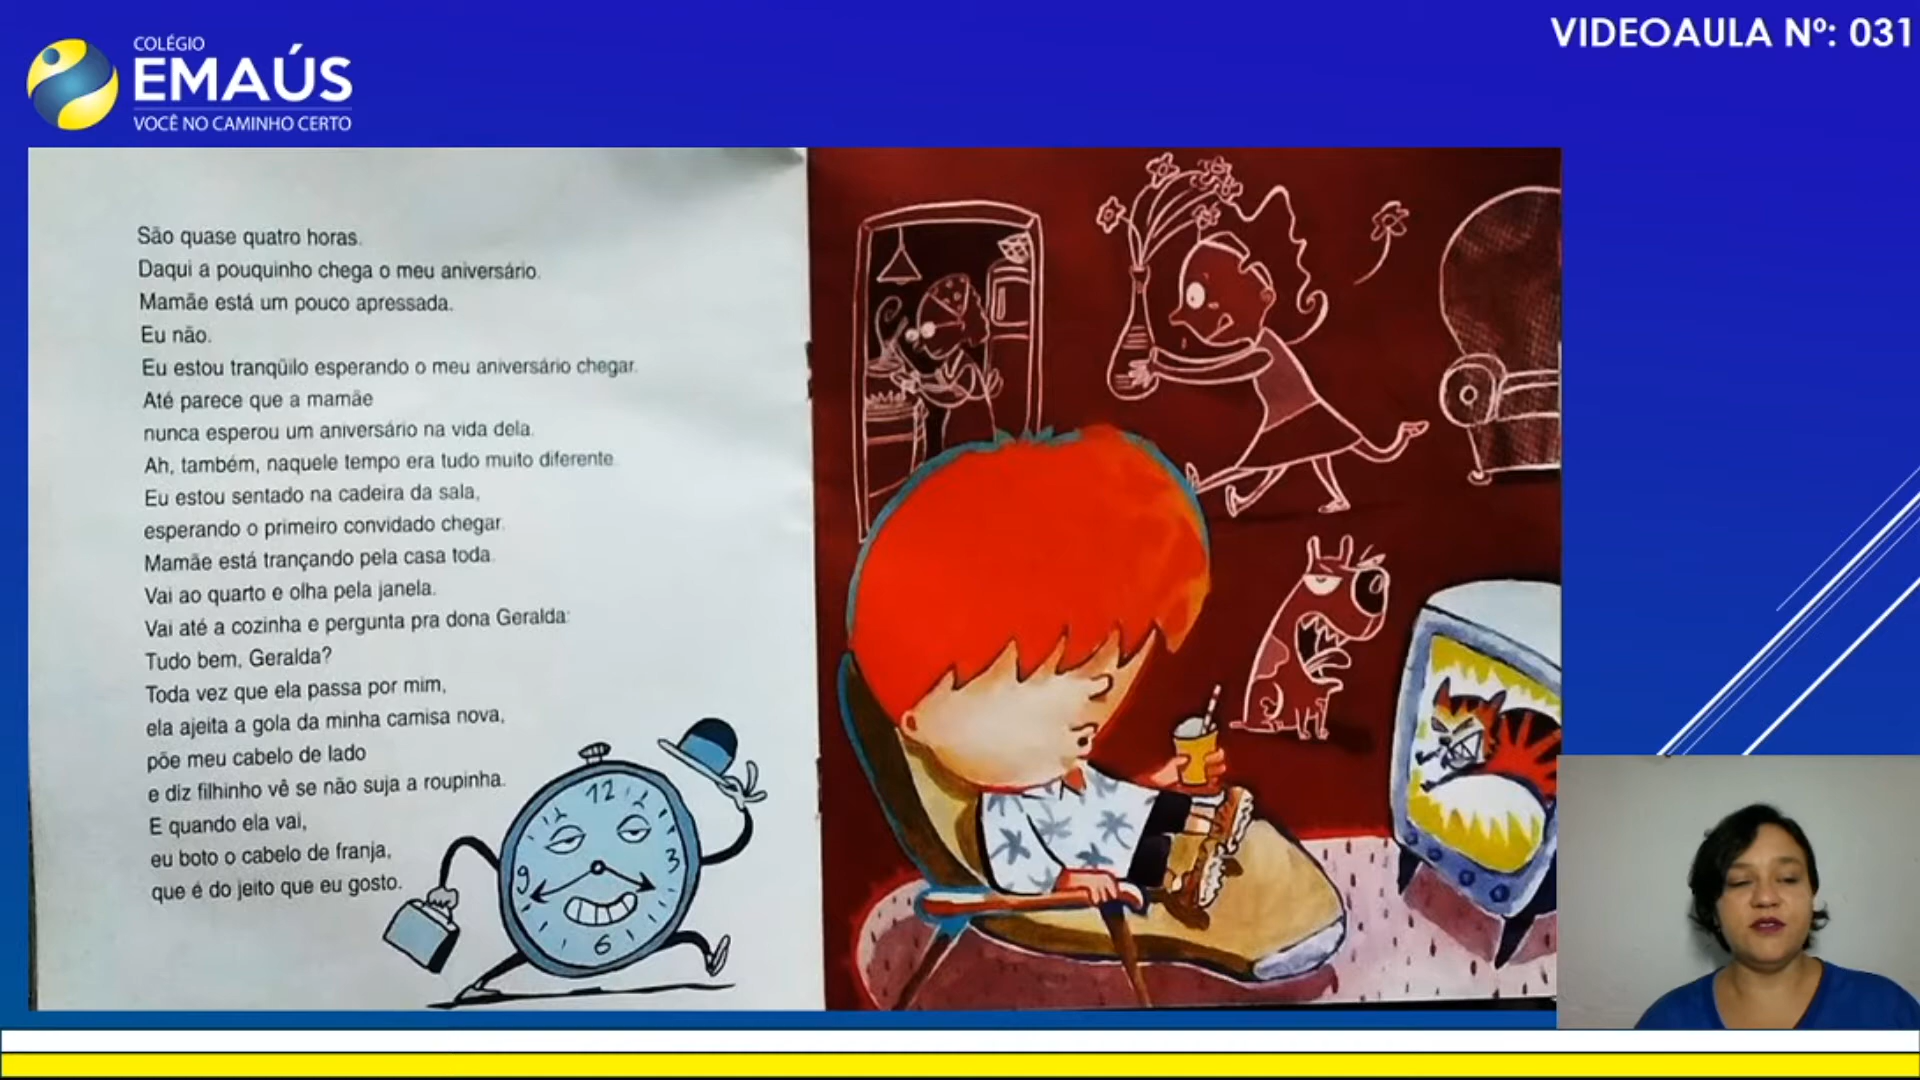 COLÉGIO
EMAÚS
VOCÊ NO CAMINHO CERTO
VIDEOAULA Nº: 031
São quase quatro horas.
Daqui a pouquinho chega o meu aniversário.
Mamãe está um pouco apressada.
Eu não.
Eu estou tranqüilo esperando o meu aniversário chegar.
Até parece que a mamãe
nunca esperou um aniversário na vida dela.
Ah, também, naquele tempo era tudo muito diferente.
Eu estou sentado na cadeira da sala,
esperando o primeiro convidado chegar.
Mamãe está trançando pela casa toda.
Vai ao quarto e olha pela janela.
Vai até a cozinha e pergunta pra dona Geralda:
Tudo bem, Geralda?
Toda vez que ela passa por mim,
ela ajeita a gola da minha camisa nova,
põe meu cabelo de lado
e diz filhinho vê se não suja a roupinha.
E quando ela vai,
eu boto o cabelo de franja,
que é do jeito que eu gosto.
12
9 3
6